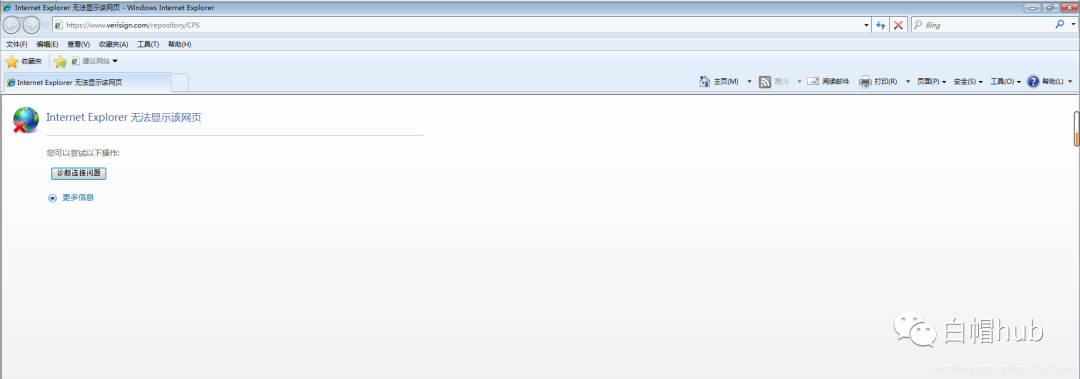 Internet Explorer 无法显示该网页 - Windows Internet Explorer
https://www.verisign.com/repository/CPS
Bing
文件(F) 编辑(E) 查看(V) 收藏夹(A) 工具(T) 帮助(H)
收藏夹 建议网站
Internet Explorer 无法显示该网页
主页(M) 源(J) 阅读邮件 打印(R) 页面(P) 安全(S) 工具(O) 帮助(L)
Internet Explorer 无法显示该网页
您可以尝试以下操作:
诊断连接问题
更多信息
白帽hub